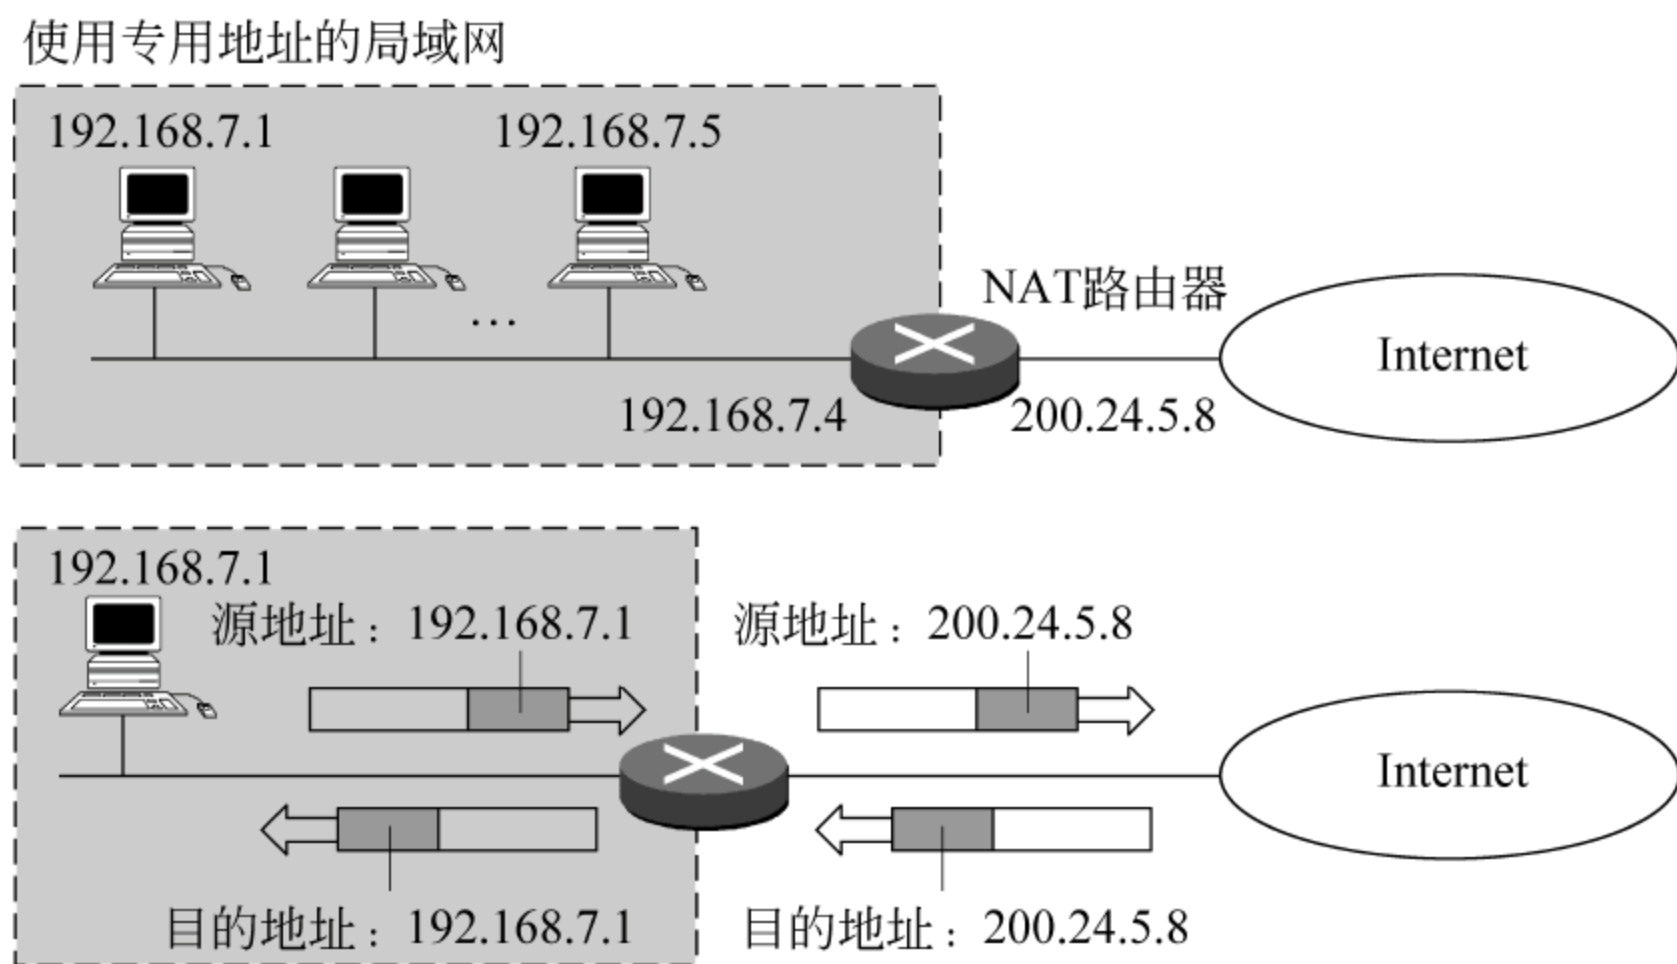 使用专用地址的局域网
192.168.7.1
192.168.7.5
…
NAT路由器
Internet
192.168.7.4
200.24.5.8
192.168.7.1
源地址：192.168.7.1
源地址：200.24.5.8
Internet
目的地址：192.168.7.1
目的地址：200.24.5.8